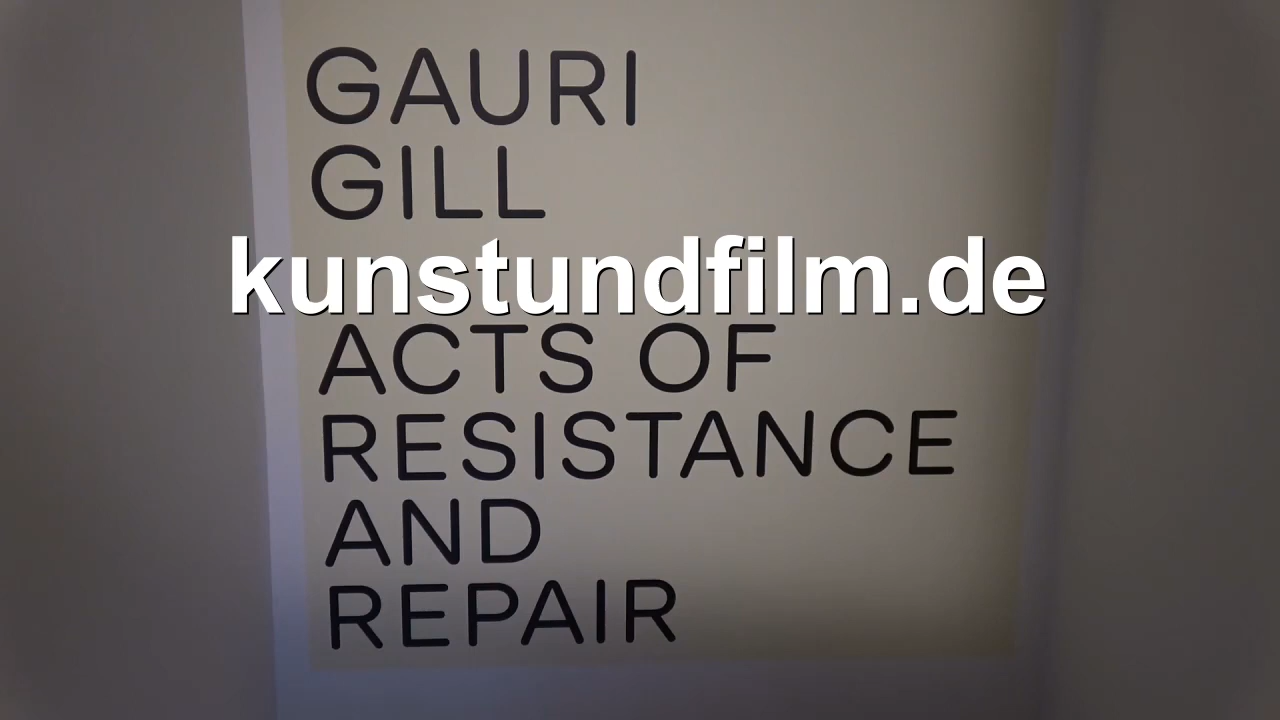 GAURI
GILL
kunstundfilm.de
ACTS OF
RESISTANCE
AND
REPAIR